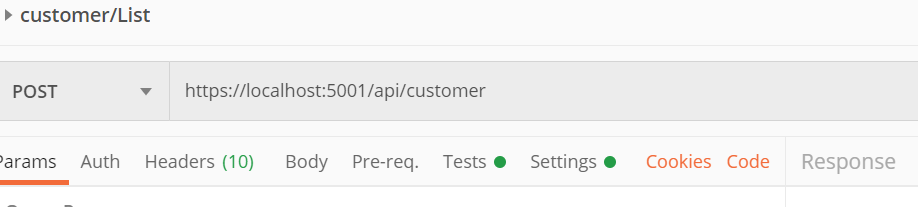 customer/List
POST https://localhost:5001/api/customer
Params Auth Headers (10) Body Pre-req. Tests Settings Cookies Code Response